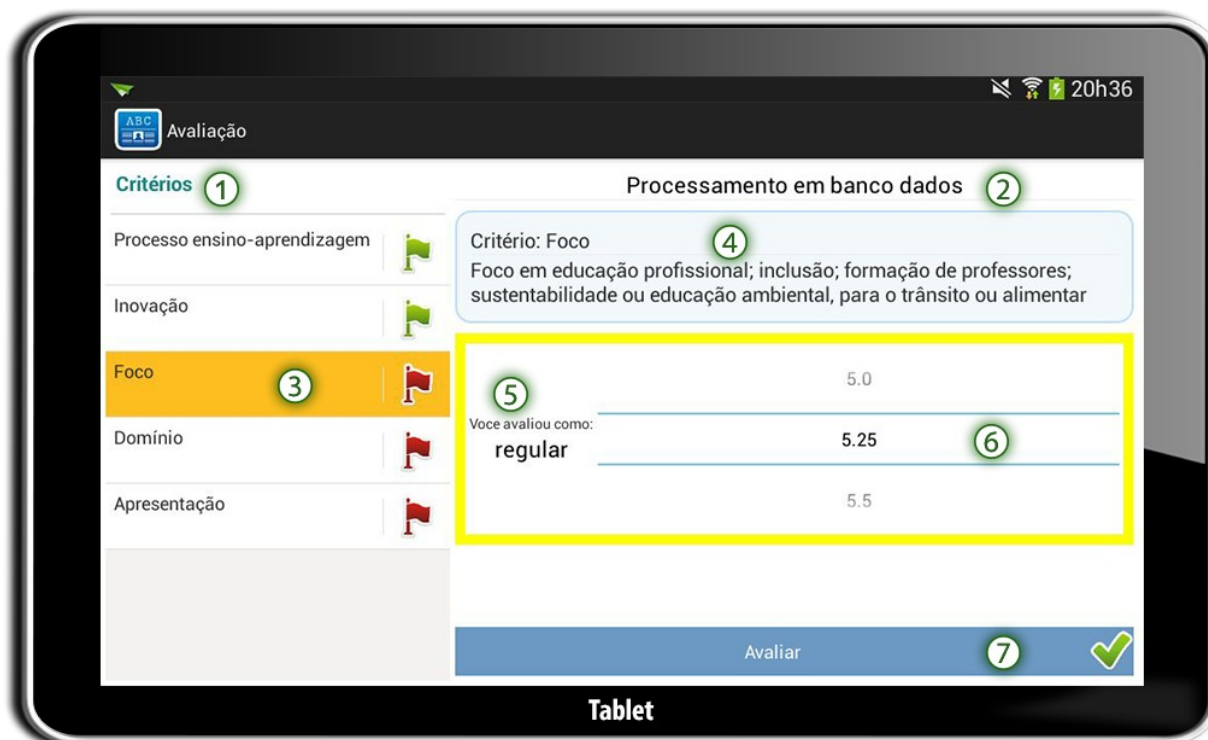 20h36
ABC
Avaliação
Critérios 1
Processamento em banco dados 2
Processo ensino-aprendizagem
Inovação
Foco 3
Domínio
Apresentação
Critério: Foco 4
Foco em educação profissional; inclusão; formação de professores;
sustentabilidade ou educação ambiental, para o trânsito ou alimentar
5
Voce avaliou como:
regular
5.0
5.25 6
5.5
Avaliar 7
Tablet